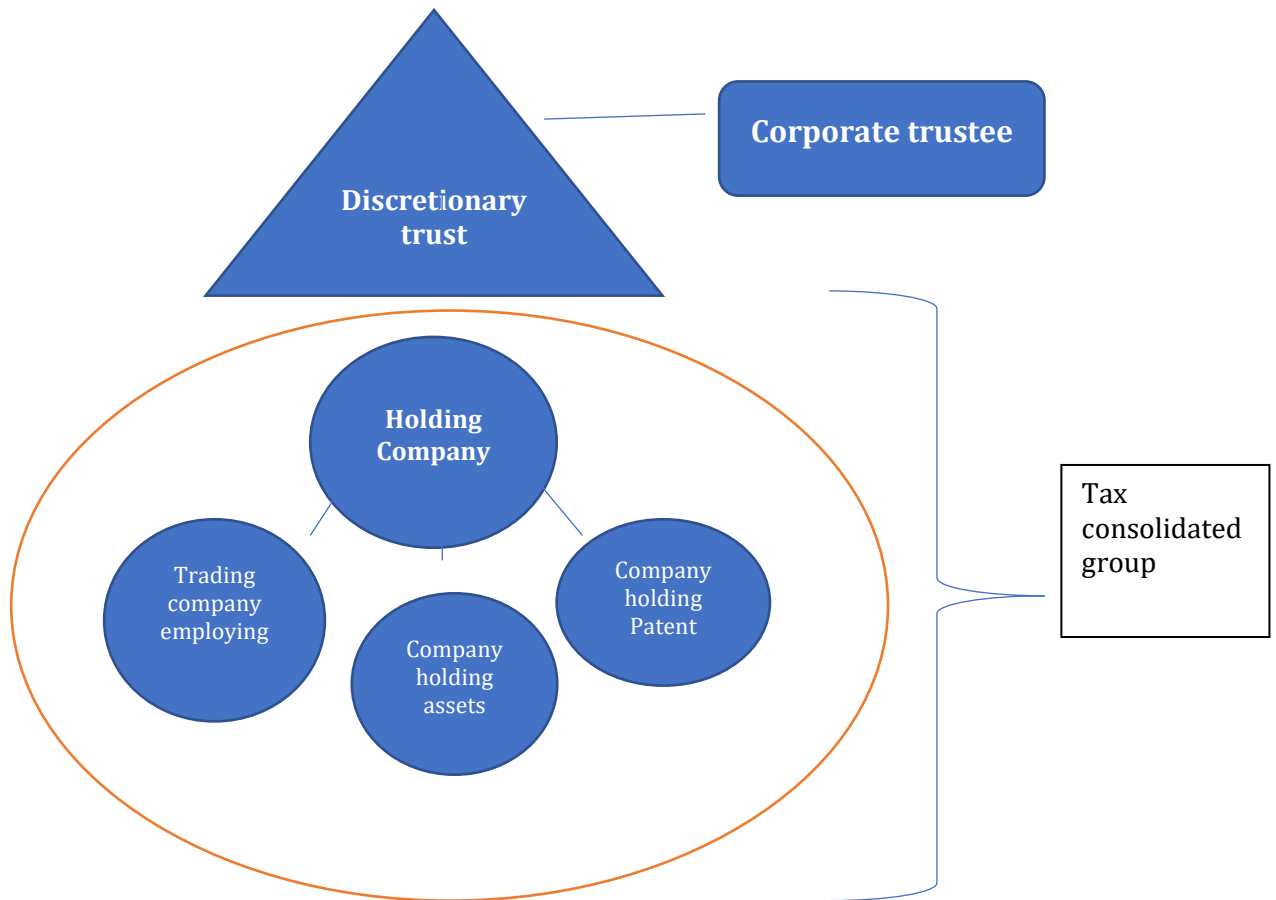 Corporate trustee
Discretionary
trust
Holding
Company
Trading
company
employing
Company
holding
assets
Company
holding
Patent
Tax
consolidated
group